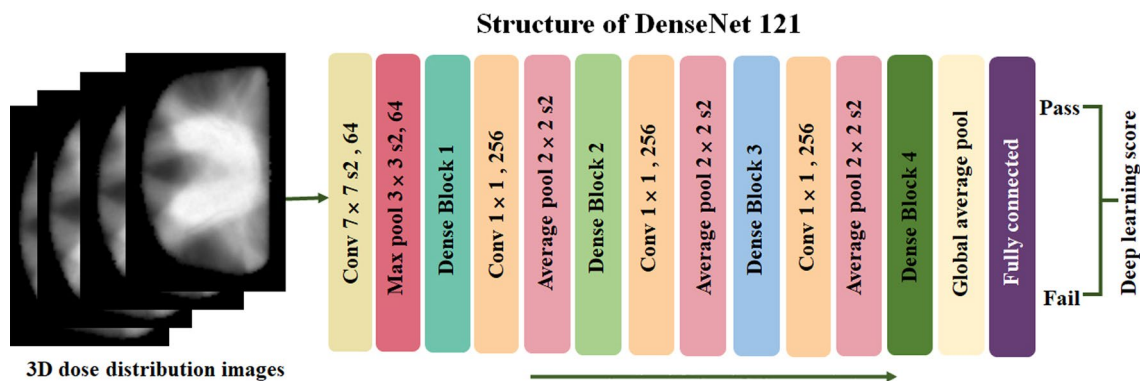 Structure of DenseNet 121
Conv 7 × 7 s2 , 64
Max pool 3 × 3 s2, 64
Dense Block 1
Conv 1 × 1 , 256
Average pool 2 × 2 s2
Dense Block 2
Conv 1 × 1 , 256
Average pool 2 × 2 s2
Dense Block 3
Conv 1 × 1 , 256
Average pool 2 × 2 s2
Dense Block 4
Global average pool
Fully connected
Pass
Fail
Deep learning score
3D dose distribution images